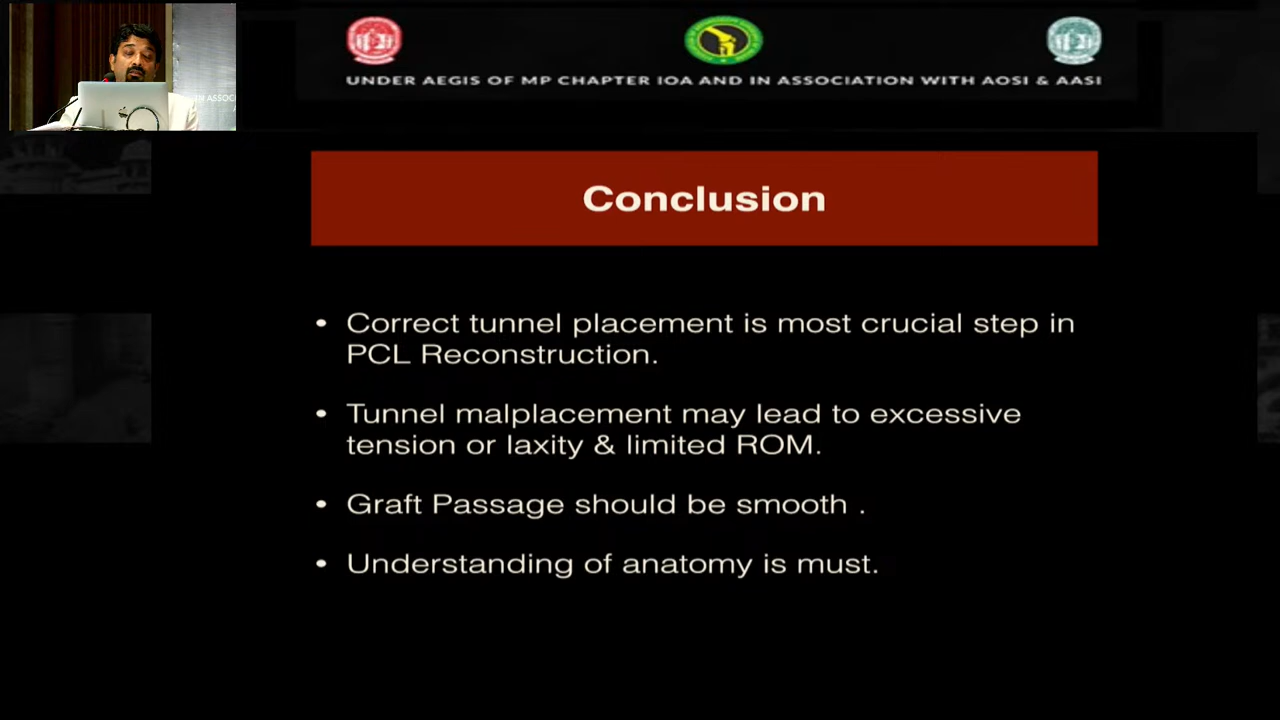 UNDER AEGIS OF MP CHAPTER IOA AND IN ASSOCIATION WITH AOSI & AASI
Conclusion
• Correct tunnel placement is most crucial step in
PCL Reconstruction.
• Tunnel malplacement may lead to excessive
tension or laxity & limited ROM.
• Graft Passage should be smooth .
• Understanding of anatomy is must.